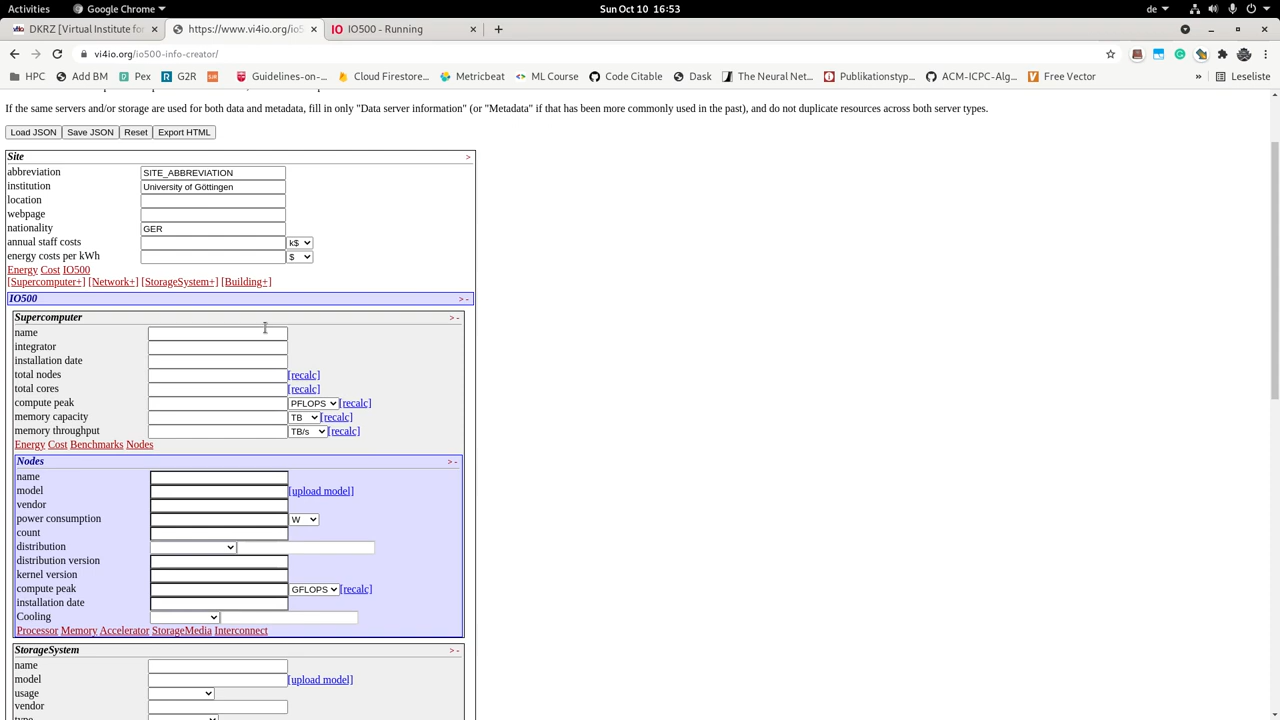 Activities
Google Chrome
Sun Oct 10 16:53
de
DKRZ [Virtual Institute for
https://www.vi4io.org/io5
IO500 - Running
vi4io.org/io500-info-creator/
HPC
Add BM
Pex
G2R
Guidelines-on-...
Cloud Firestore...
Metricbeat
ML Course
Code Citable
Dask
The Neural Net...
Publikationstyp...
ACM-ICPC-Alg...
Free Vector
»
Leseliste
If the same servers and/or storage are used for both data and metadata, fill in only "Data server information" (or "Metadata" if that has been more commonly used in the past), and do not duplicate resources across both server types.
Load JSON Save JSON Reset Export HTML
Site >
abbreviation SITE_ABBREVIATION
institution University of Göttingen
location
webpage
nationality GER
annual staff costs k$
energy costs per kWh $
Energy Cost IO500
[Supercomputer+] [Network+] [StorageSystem+] [Building+]
IO500 > -
Supercomputer > -
name
integrator
installation date
total nodes [recalc]
total cores [recalc]
compute peak PFLOPS [recalc]
memory capacity TB [recalc]
memory throughput TB/s [recalc]
Energy Cost Benchmarks Nodes
Nodes > -
name
model [upload model]]
vendor
power consumption W
count
distribution
distribution version
kernel version
compute peak GFLOPS [recalc]
installation date
Cooling
Processor Memory Accelerator StorageMedia Interconnect
StorageSystem > -
name
model [upload model]]
usage
vendor
type